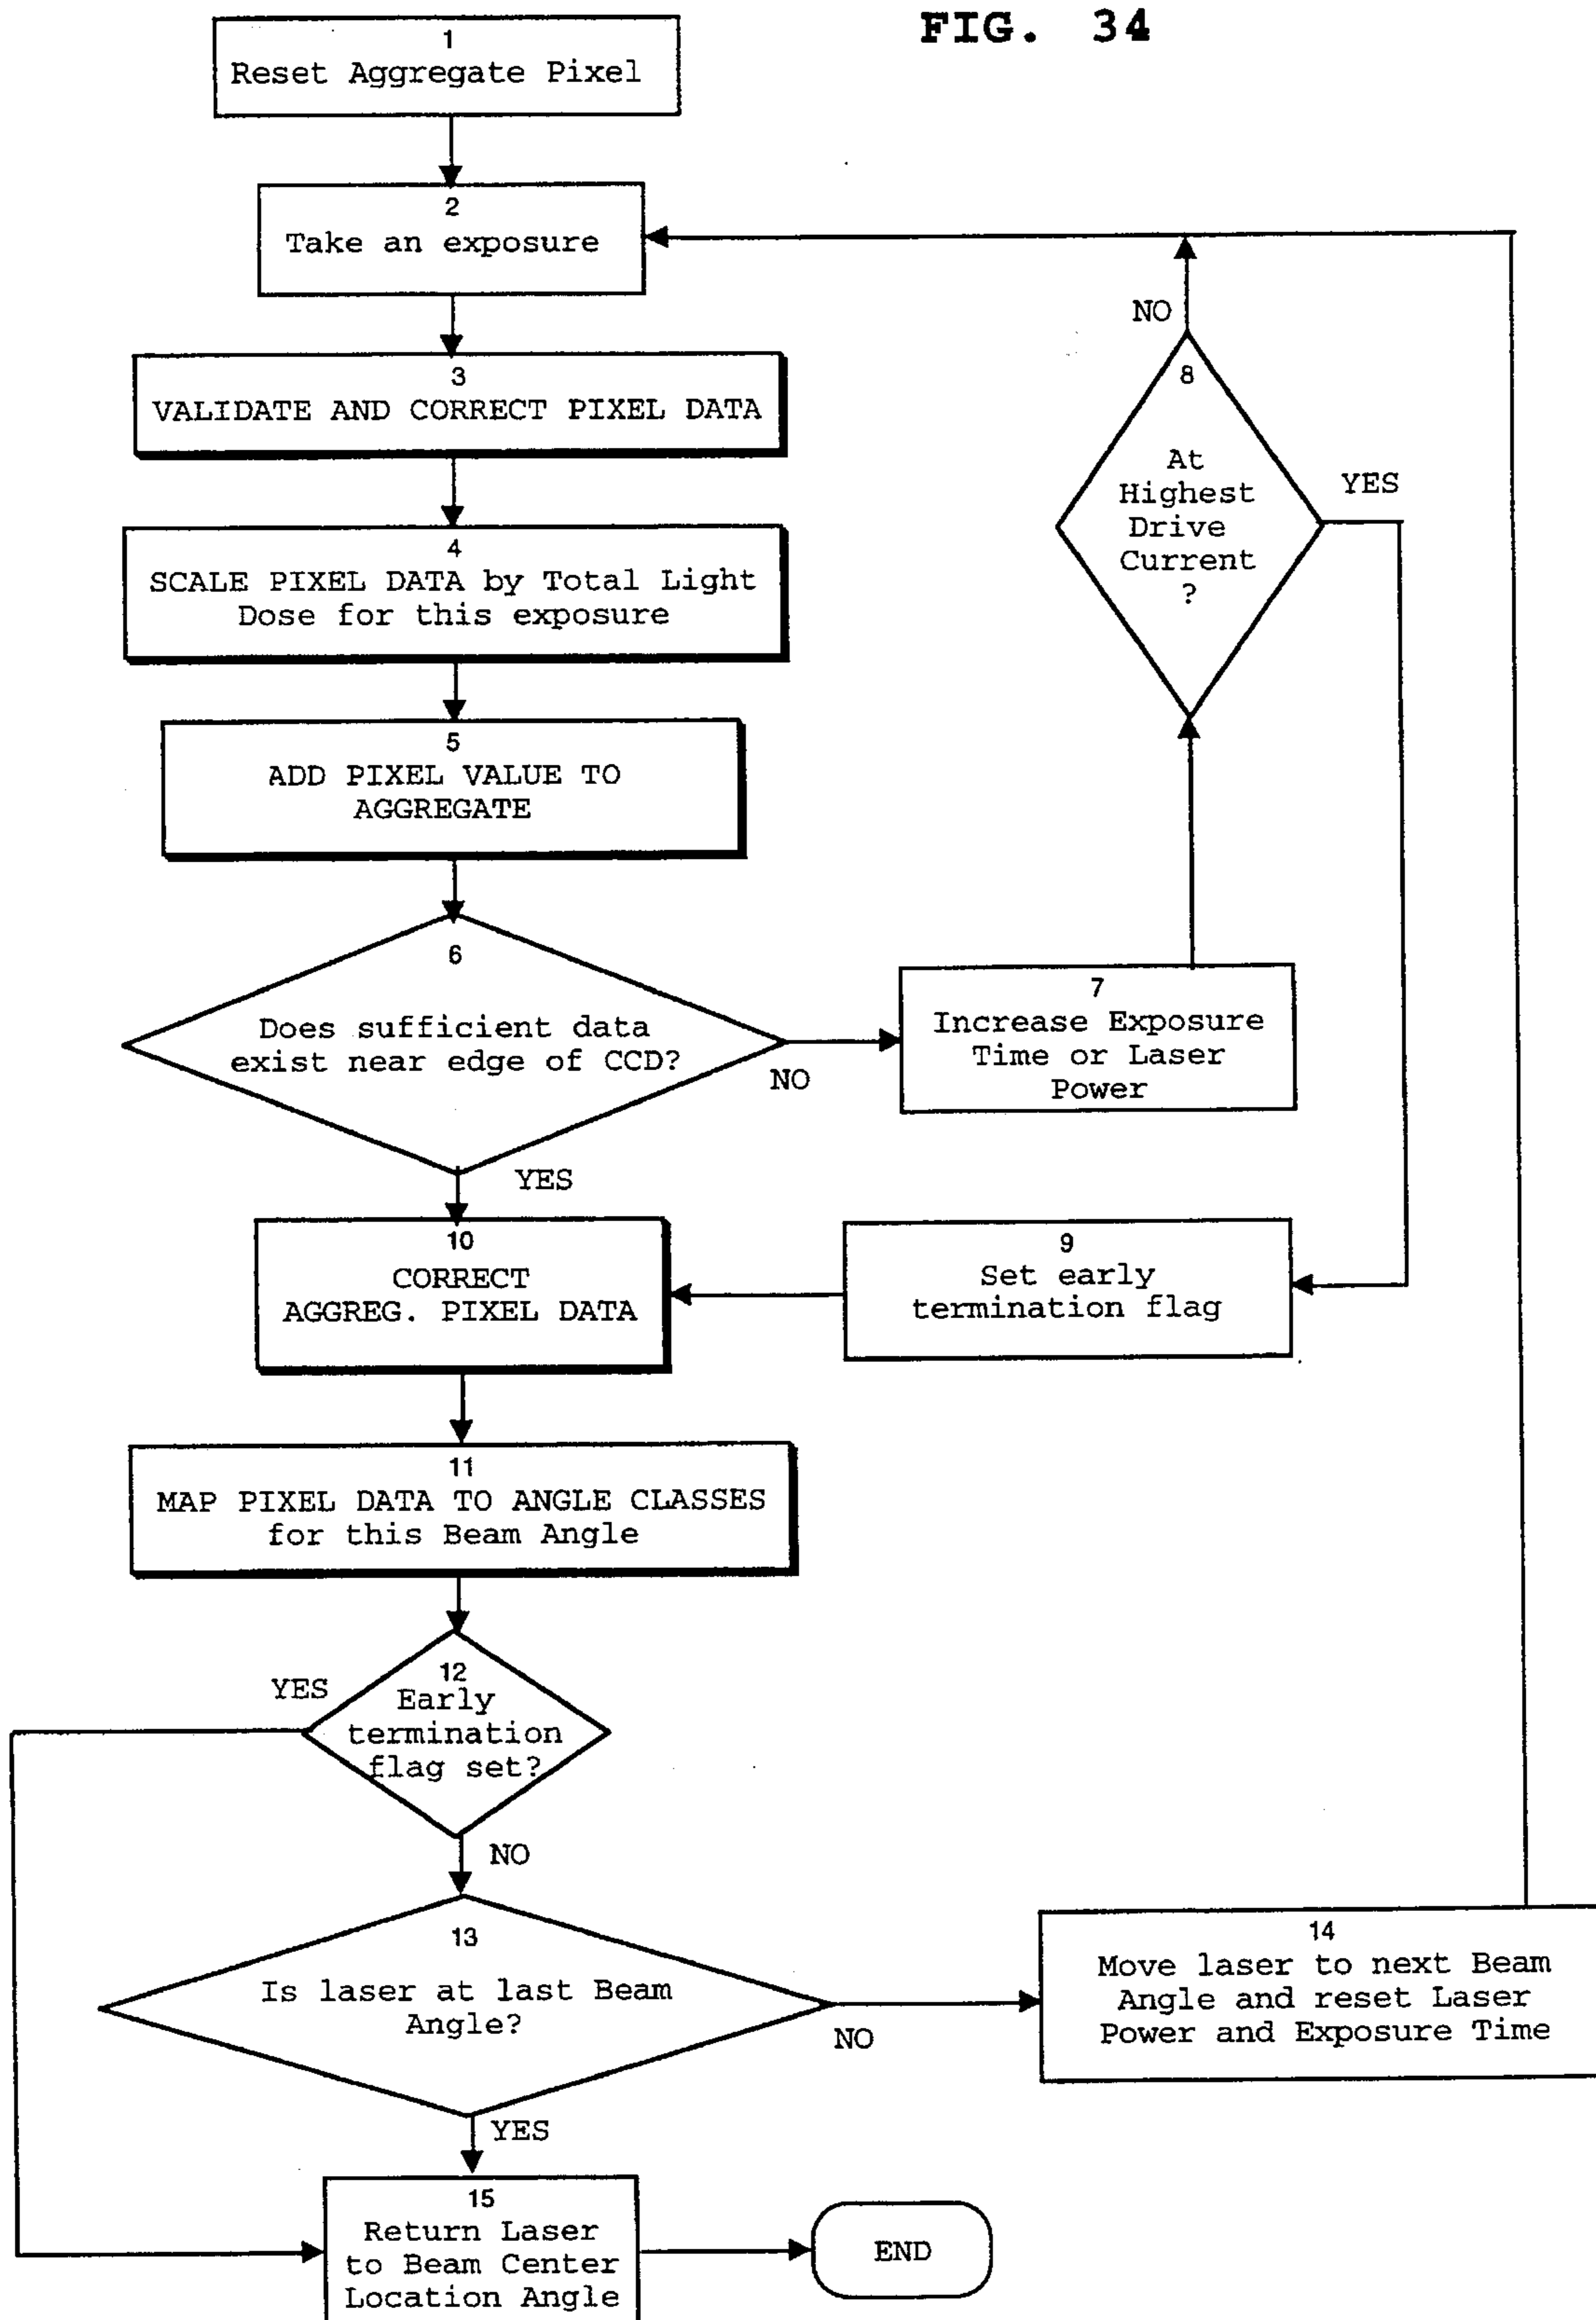 FIG. 34
1
Reset Aggregate Pixel
2
Take an exposure
3
VALIDATE AND CORRECT PIXEL DATA
4
SCALE PIXEL DATA by Total Light
Dose for this exposure
5
ADD PIXEL VALUE TO
AGGREGATE
6
Does sufficient data
exist near edge of CCD?
NO
YES
7
Increase Exposure
Time or Laser
Power
8
At
Highest
Drive
Current
?
NO
YES
9
Set early
termination flag
10
CORRECT
AGGREG. PIXEL DATA
11
MAP PIXEL DATA TO ANGLE CLASSES
for this Beam Angle
12
Early
termination
flag set?
YES
NO
13
Is laser at last Beam
Angle?
NO
YES
14
Move laser to next Beam
Angle and reset Laser
Power and Exposure Time
15
Return Laser
to Beam Center
Location Angle
END